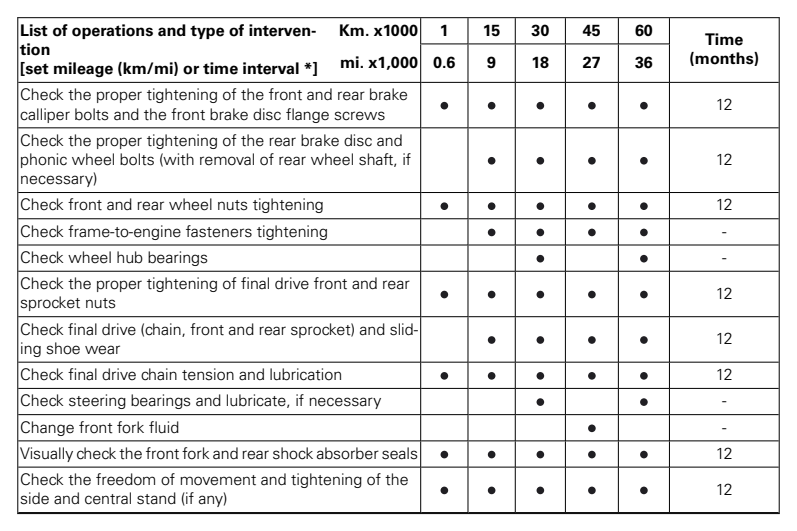 List of operations and type of interven- Km. x1000 1 15 30 45 60 Time
tion
[set mileage (km/mi) or time interval *] mi. x1,000 0.6 9 18 27 36 (months)
Check the proper tightening of the front and rear brake
calliper bolts and the front brake disc flange screws ● ● ● ● ● 12
Check the proper tightening of the rear brake disc and
phonic wheel bolts (with removal of rear wheel shaft, if ● ● ● ● 12
necessary)
Check front and rear wheel nuts tightening ● ● ● ● ● 12
Check frame-to-engine fasteners tightening ● ● ● ● -
Check wheel hub bearings ● ● -
Check the proper tightening of final drive front and rear
sprocket nuts ● ● ● ● ● 12
Check final drive (chain, front and rear sprocket) and slid-
ing shoe wear ● ● ● ● 12
Check final drive chain tension and lubrication ● ● ● ● ● 12
Check steering bearings and lubricate, if necessary ● ● -
Change front fork fluid ● -
Visually check the front fork and rear shock absorber seals ● ● ● ● ● 12
Check the freedom of movement and tightening of the
side and central stand (if any) ● ● ● ● ● 12